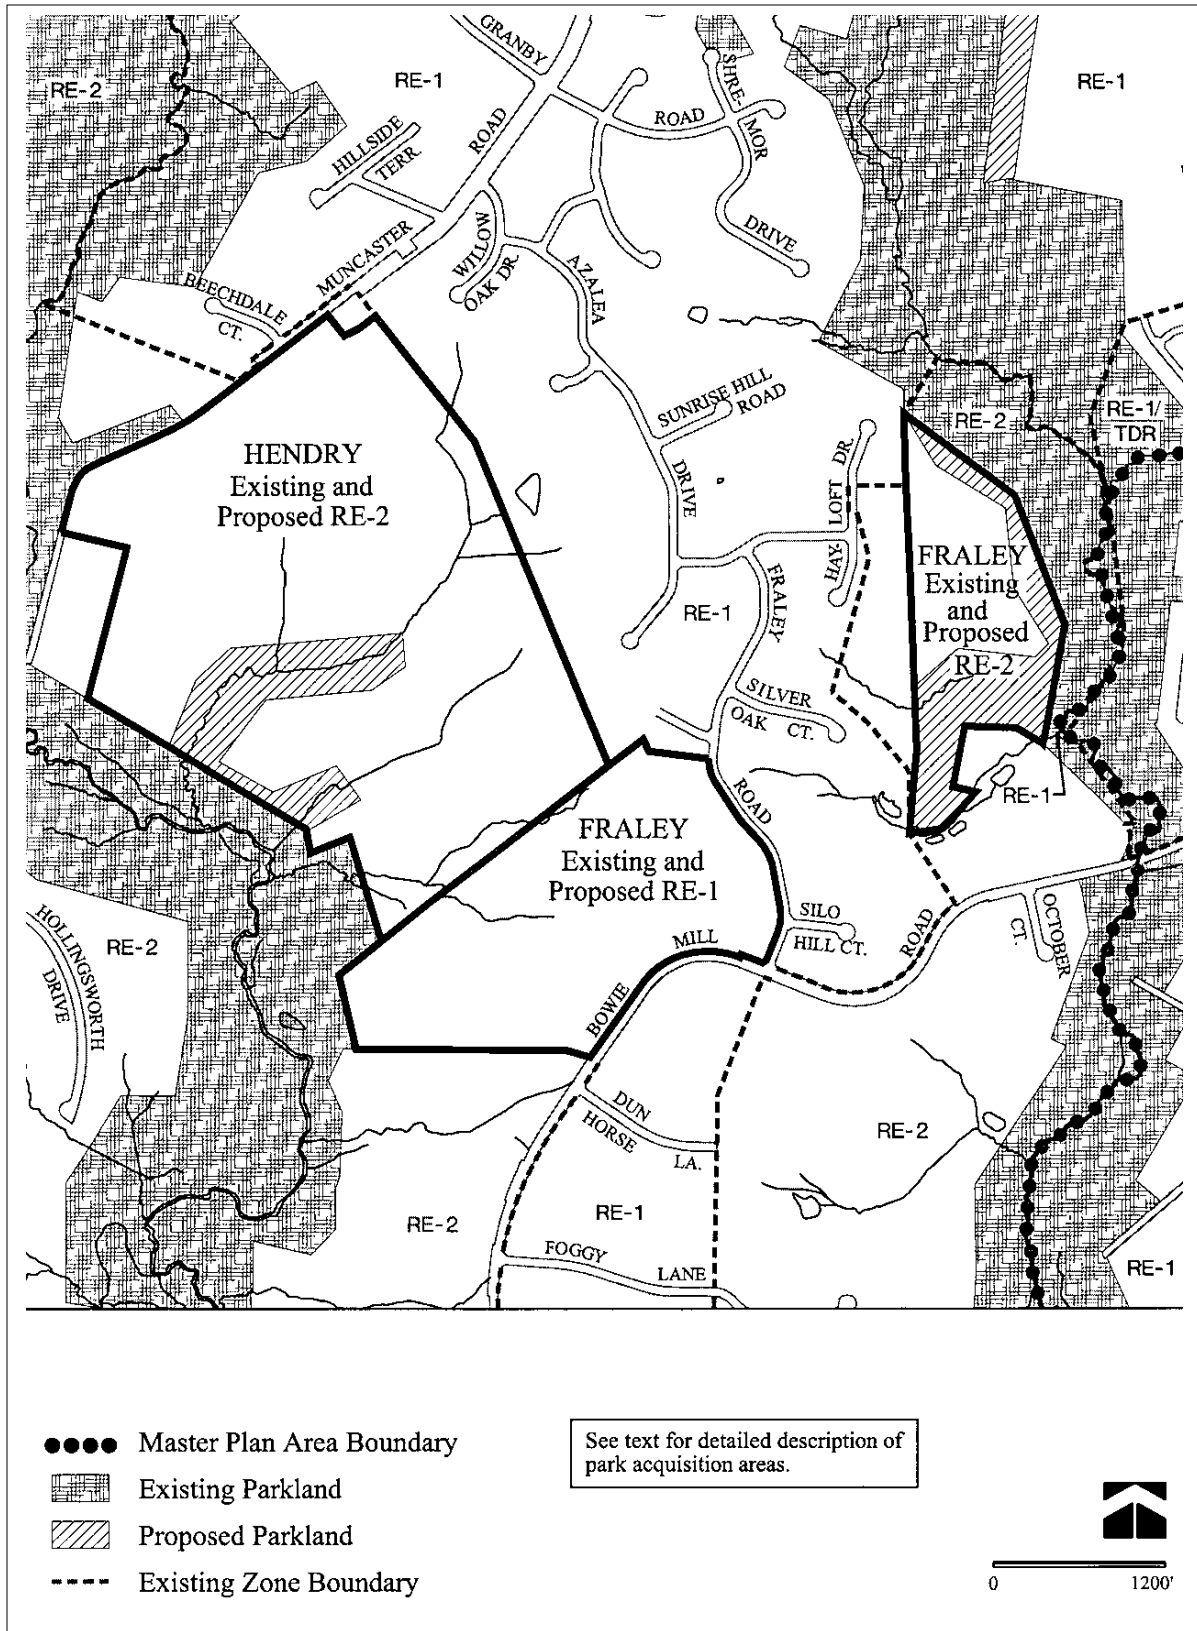 GRANBY
RE-2
RE-1
SHRE-
RE-1
ROAD
MOR
HILLSIDE
TERR.
ROAD
DRIVE
WILLOW
OAK DR.
MUNCASTER
AZALEA
BEECHDALE
CT.
SUNRISE HILL
ROAD
RE-2
RE-1/
TDR
HENDRY
Existing and
Proposed RE-2
DRIVE
LOFT DR.
HAY
FRALEY
Existing
and
Proposed
RE-2
FRALEY
RE-1
SILVER
OAK CT.
ROAD
RE-1
FRALEY
Existing and
Proposed RE-1
SILO
HILL CT.
ROAD
OCTOBER
CT.
MILL
BOWIE
HOLLINGSWORTH
DRIVE
RE-2
DUN
HORSE
LA.
RE-2
RE-2
RE-1
FOGGY
LANE
RE-1
Master Plan Area Boundary
Existing Parkland
Proposed Parkland
Existing Zone Boundary
See text for detailed description of
park acquisition areas.
0 1200'